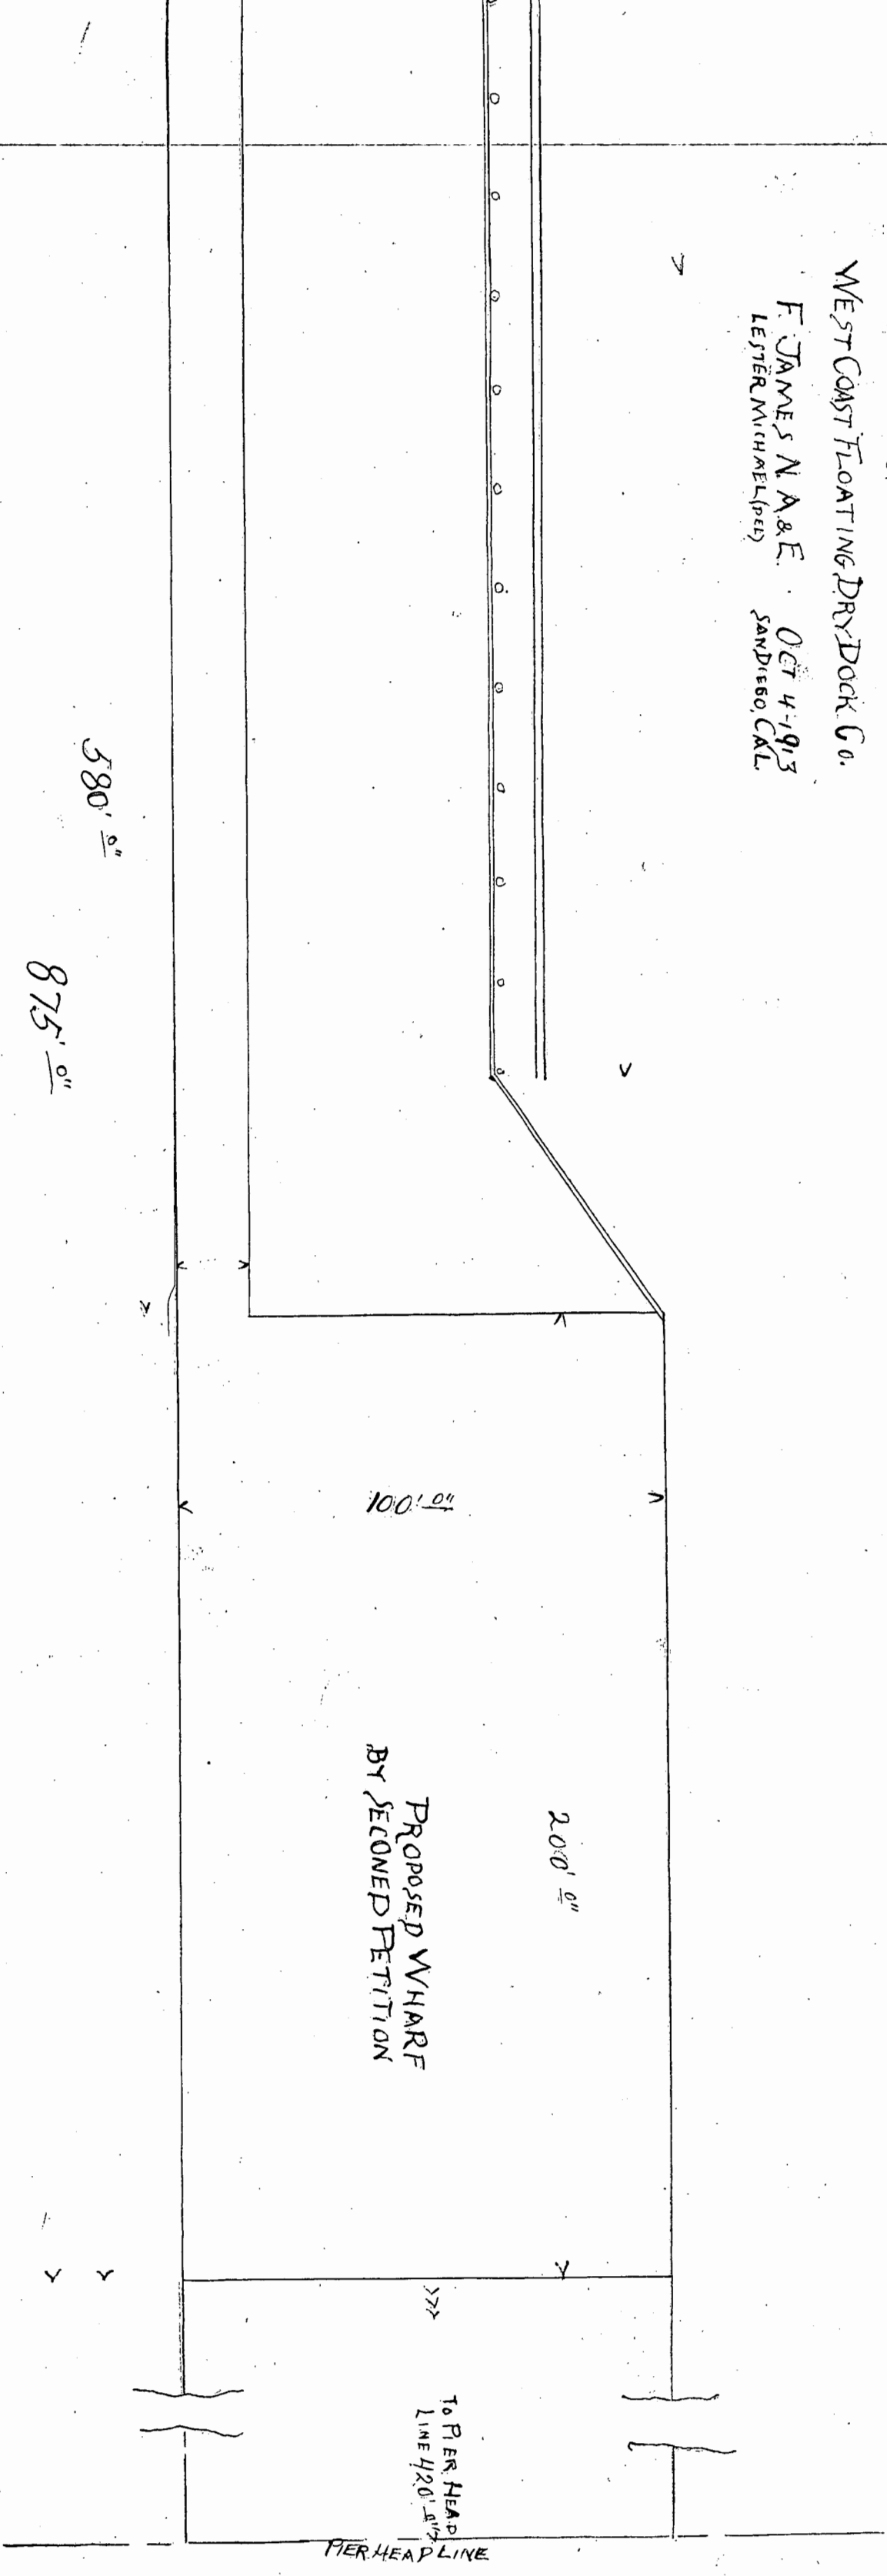 WEST COAST FLOATING DRY DOCK Co.
F. JAMES N. A & E. · OCT 4-1913
LESTER MICHAEL (DEL) SAN DIEGO, CAL.
580' 0"
875' 0"
100' 0"
200' 0"
PROPOSED WHARF
BY SECONED PETITION
TO PIER HEAD
LINE 420' 0"
PIER HEAD LINE